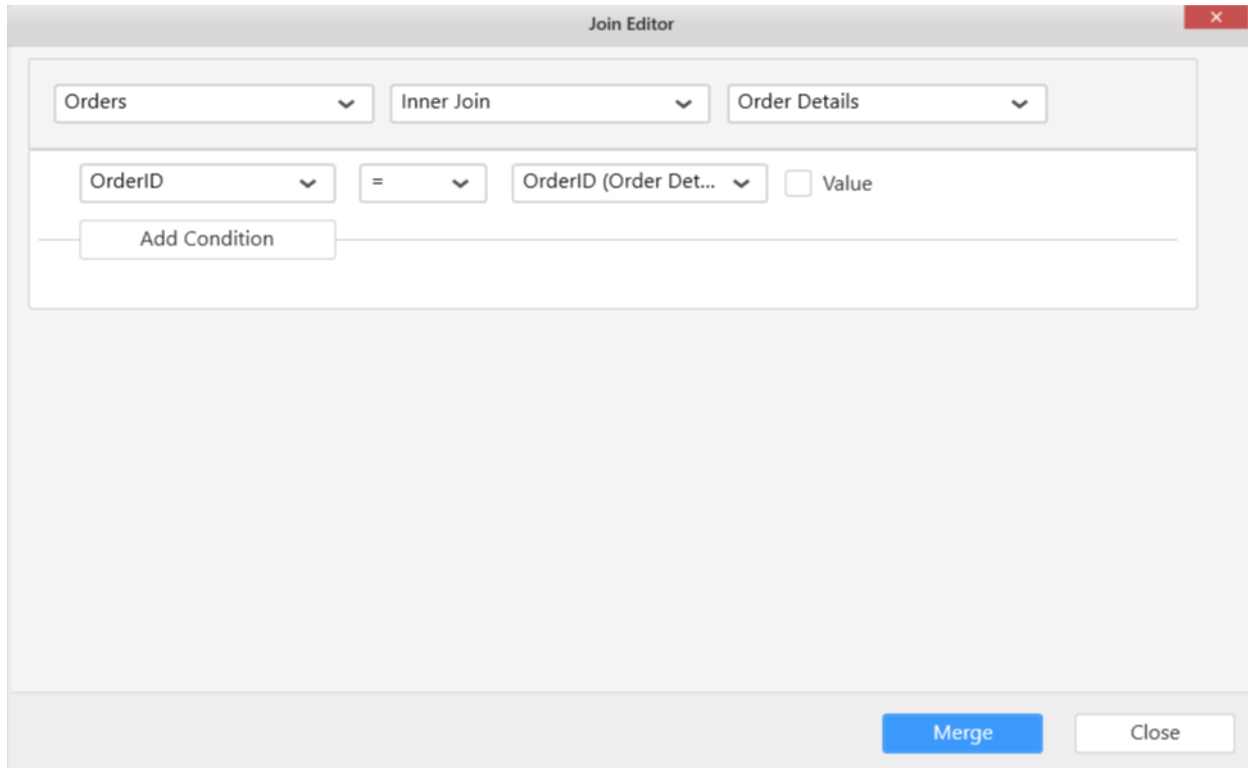 Join Editor
Orders Inner Join Order Details
OrderID = OrderID (Order Det... Value
Add Condition
Merge Close